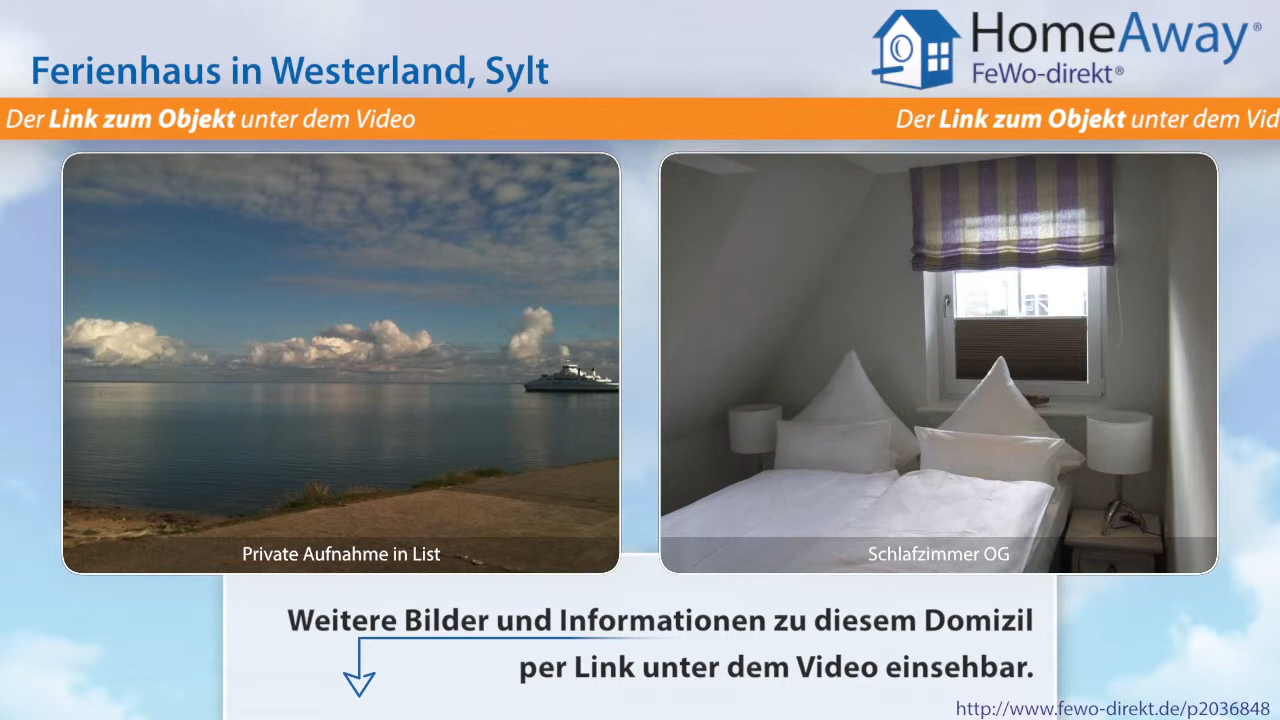 HomeAway®
FeWo-direkt®
Ferienhaus in Westerland, Sylt
Der Link zum Objekt unter dem Video
Der Link zum Objekt unter dem Vid
Private Aufnahme in List
Schlafzimmer OG
Weitere Bilder und Informationen zu diesem Domizil
per Link unter dem Video einsehbar.
http://www.fewo-direkt.de/p2036848